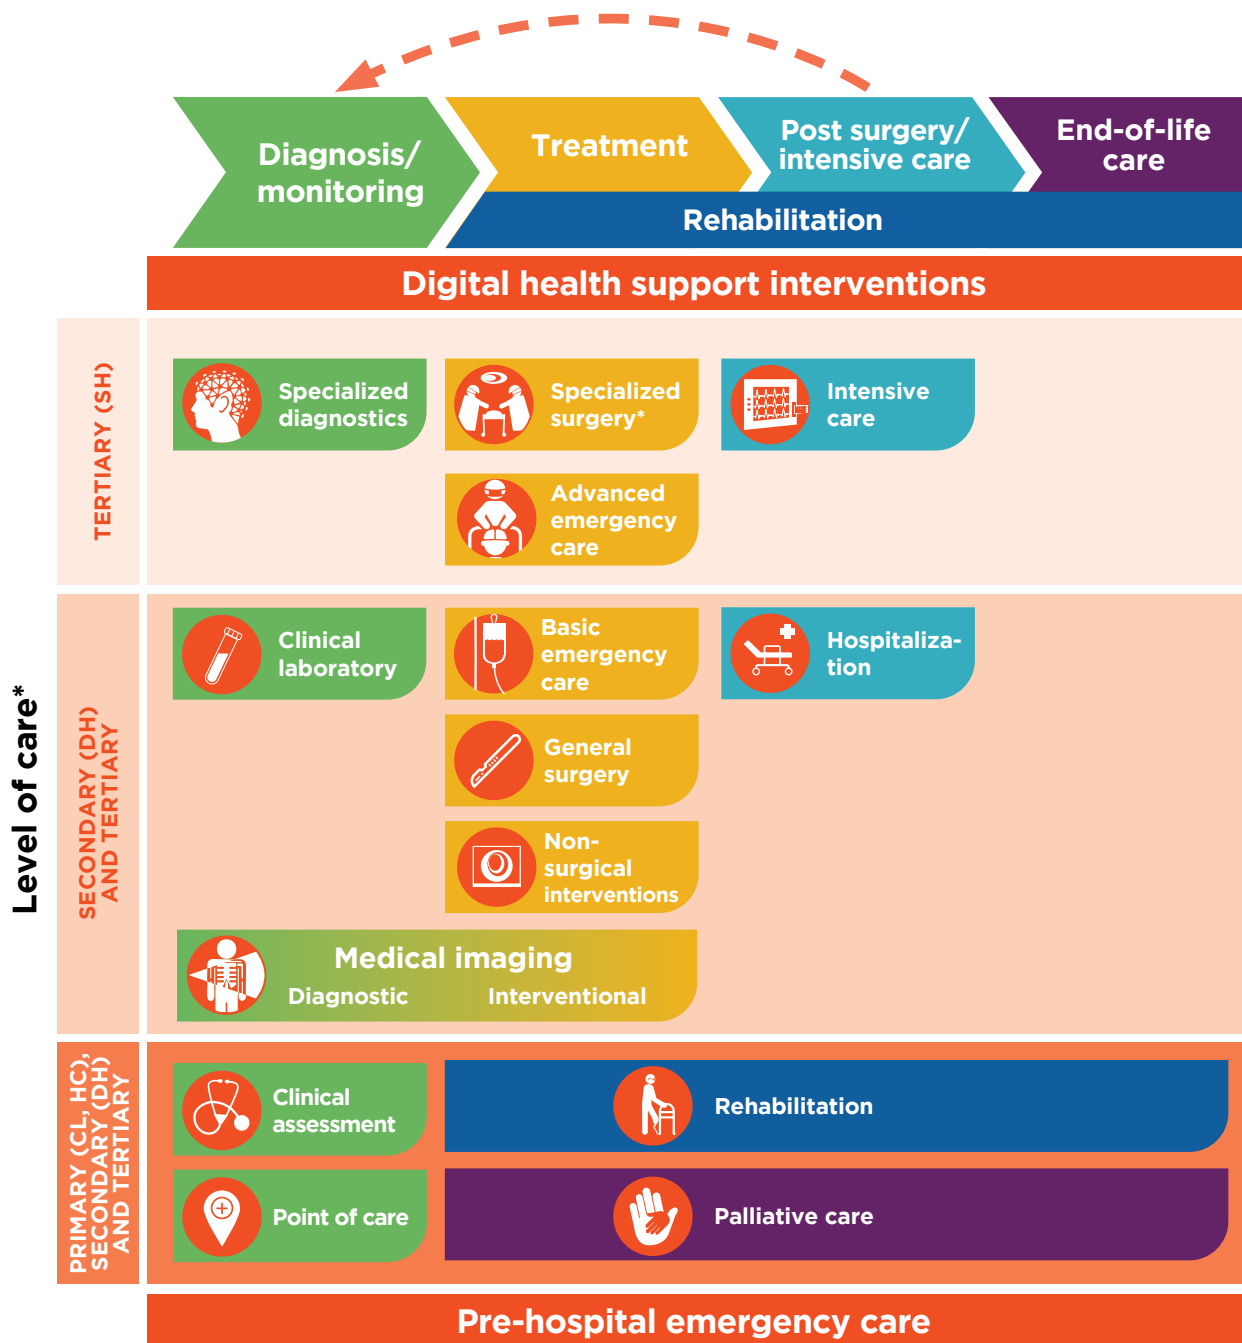 Diagnosis/
monitoring
Treatment
Post surgery/
intensive care
End-of-life
care
Rehabilitation
Digital health support interventions
Level of care*
TERTIARY (SH)
Specialized
diagnostics
Specialized
surgery*
Intensive
care
Advanced
emergency
care
SECONDARY (DH)
AND TERTIARY
Clinical
laboratory
Basic
emergency
care
Hospitaliza-
tion
General
surgery
Non-
surgical
interventions
Medical imaging
Diagnostic
Interventional
PRIMARY (CL, HC),
SECONDARY (DH)
AND TERTIARY
Clinical
assessment
Rehabilitation
Point of care
Palliative care
Pre-hospital emergency care